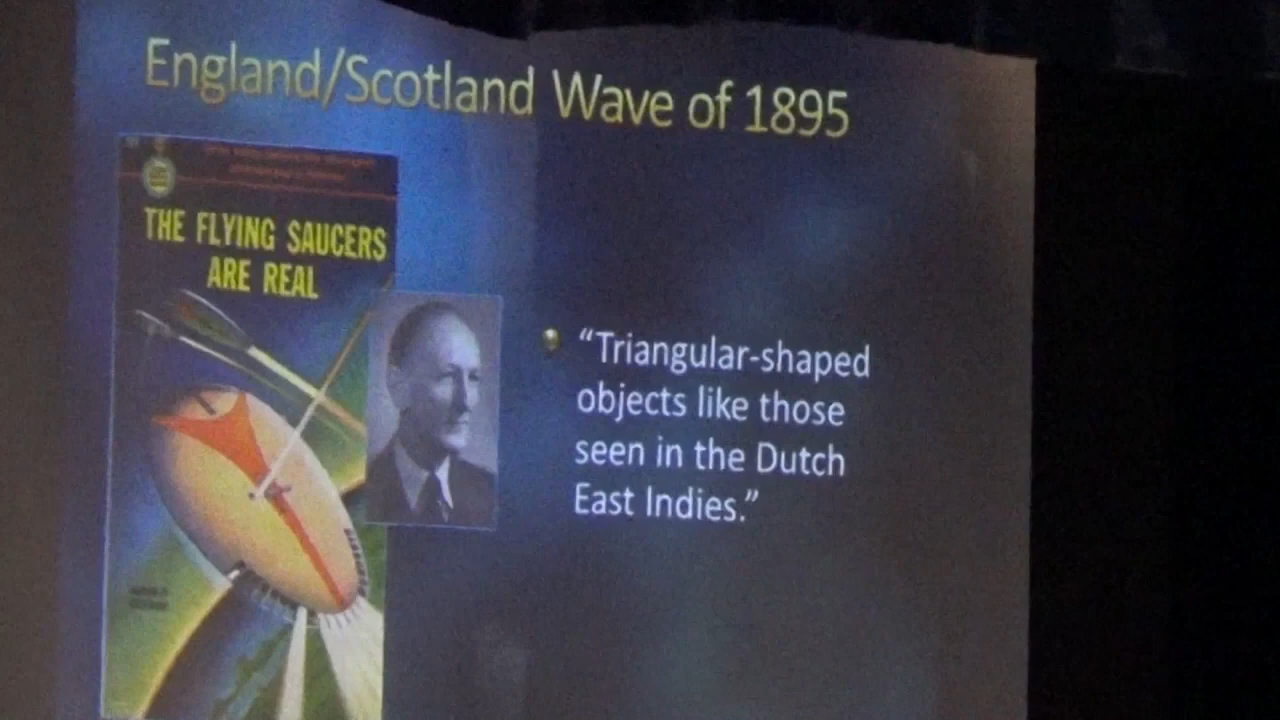 England/Scotland Wave of 1895
THE FLYING SAUCERS
ARE REAL
“Triangular-shaped
objects like those
seen in the Dutch
East Indies.”